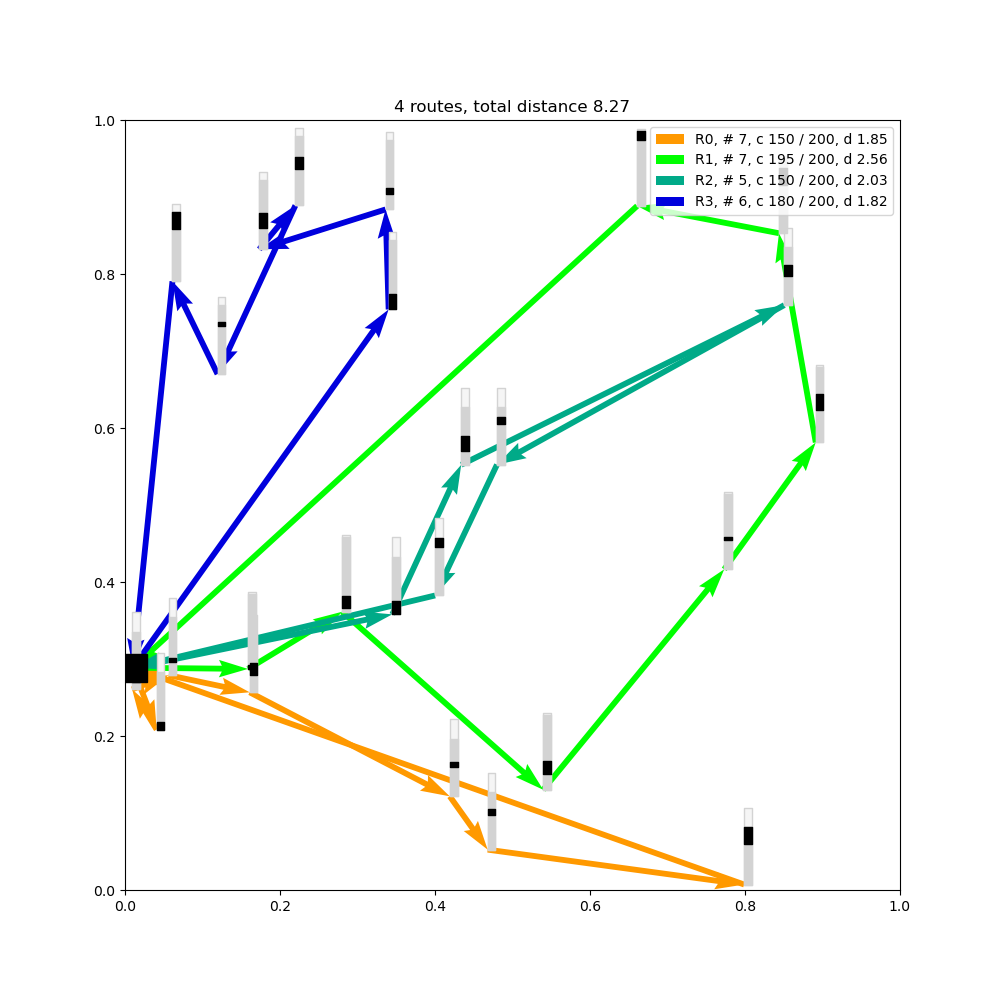 4 routes, total distance 8.27
R0, # 7, c 150 / 200, d 1.85
R1, # 7, c 195 / 200, d 2.56
R2, # 5, c 150 / 200, d 2.03
R3, # 6, c 180 / 200, d 1.82
1.0
0.8
0.6
0.4
0.2
0.0
0.0 0.2 0.4 0.6 0.8 1.0